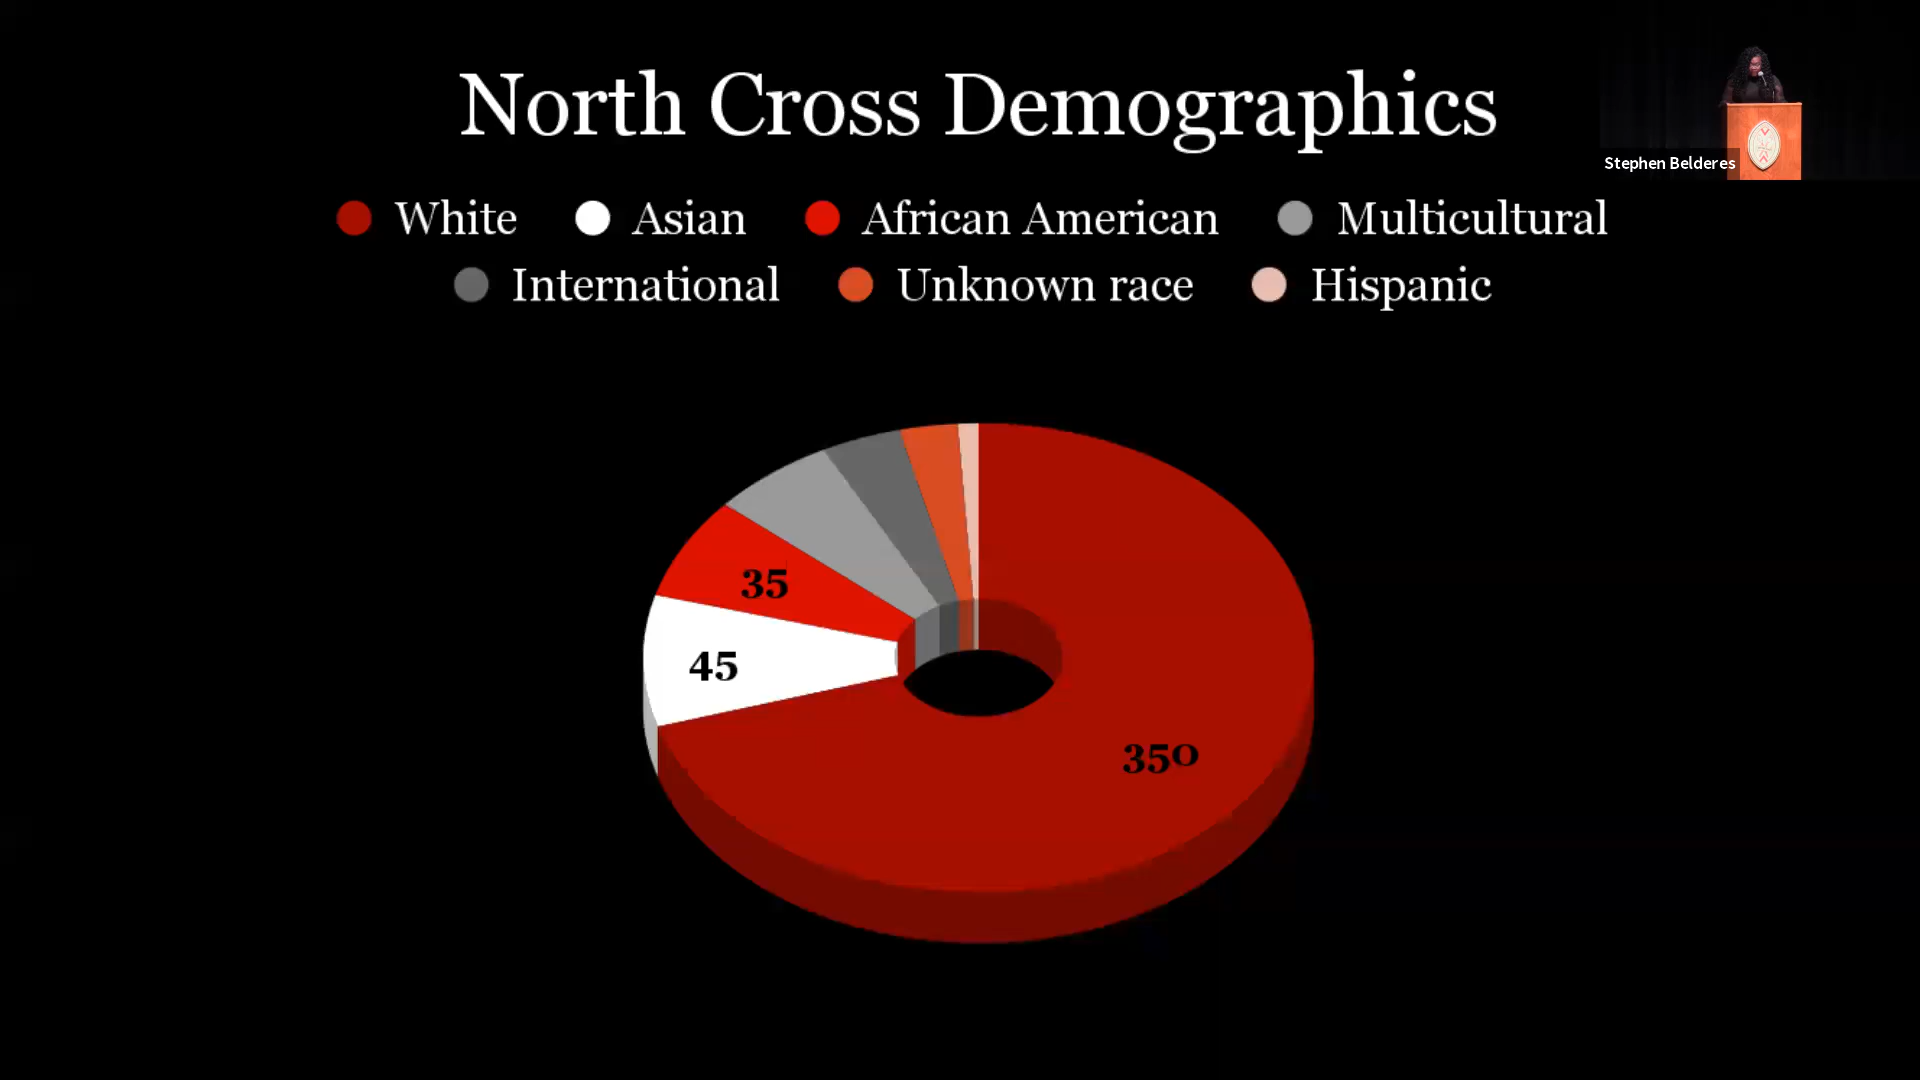 North Cross Demographics
Stephen Belderes
White Asian African American Multicultural
International Unknown race Hispanic
35
45
350